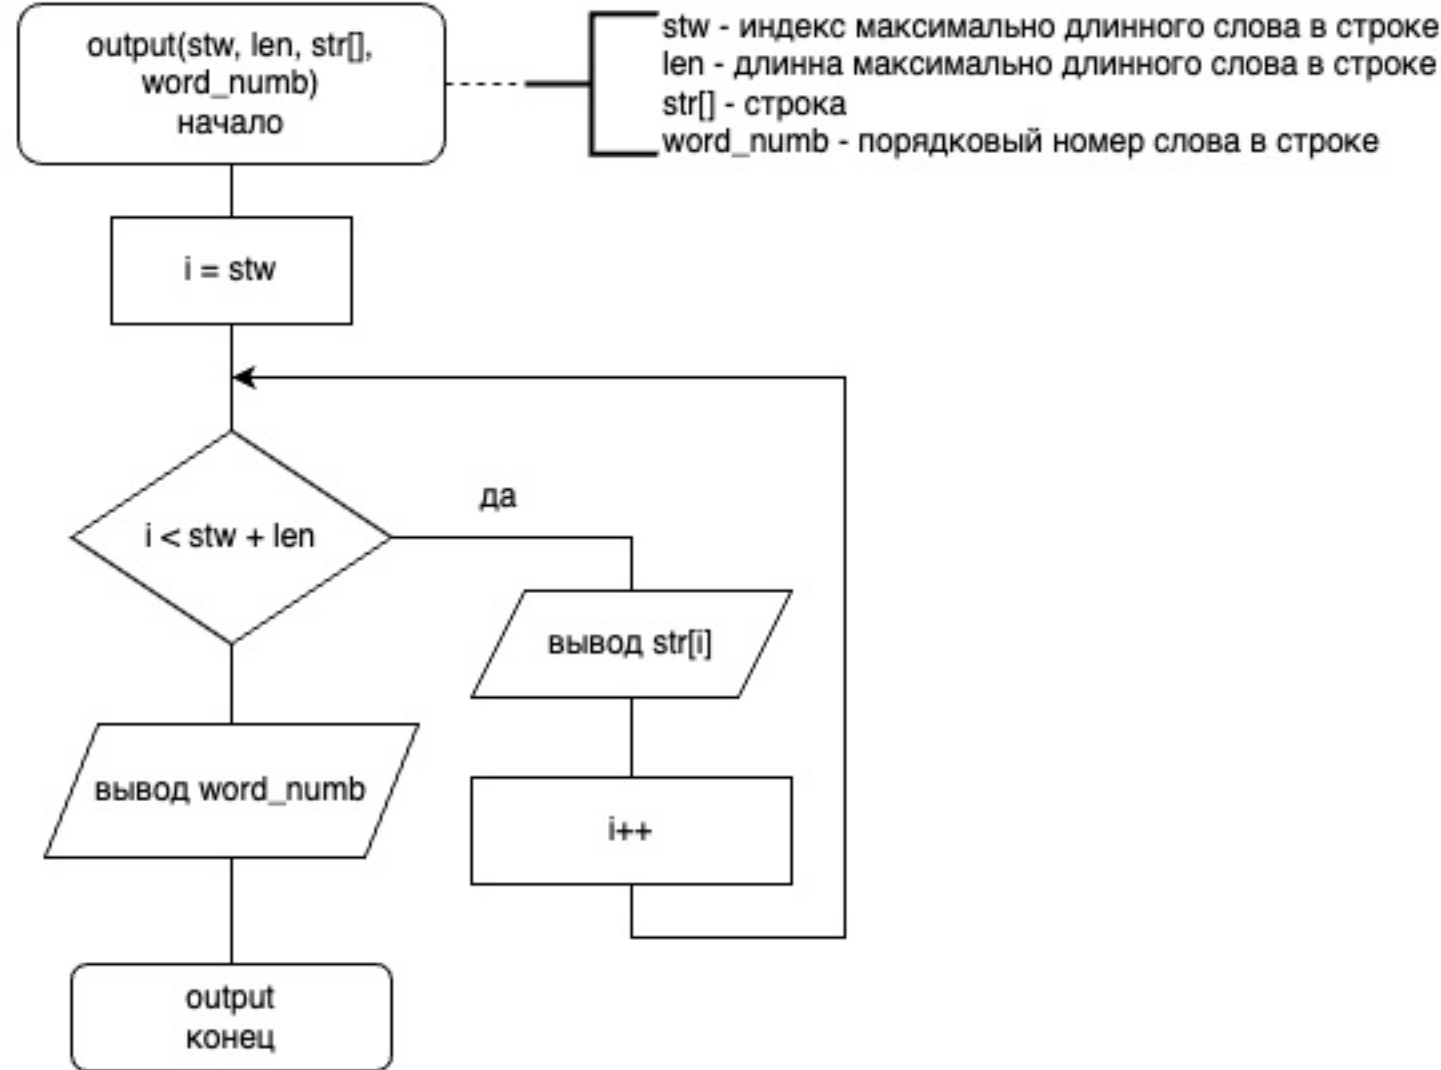 output(stw, len, str[],
word_numb)
начало
stw - индекс максимально длинного слова в строке
len - длинна максимально длинного слова в строке
str[] - строка
word_numb - порядковый номер слова в строке
i = stw
i < stw + len
да
вывод str[i]
i++
вывод word_numb
output
конец